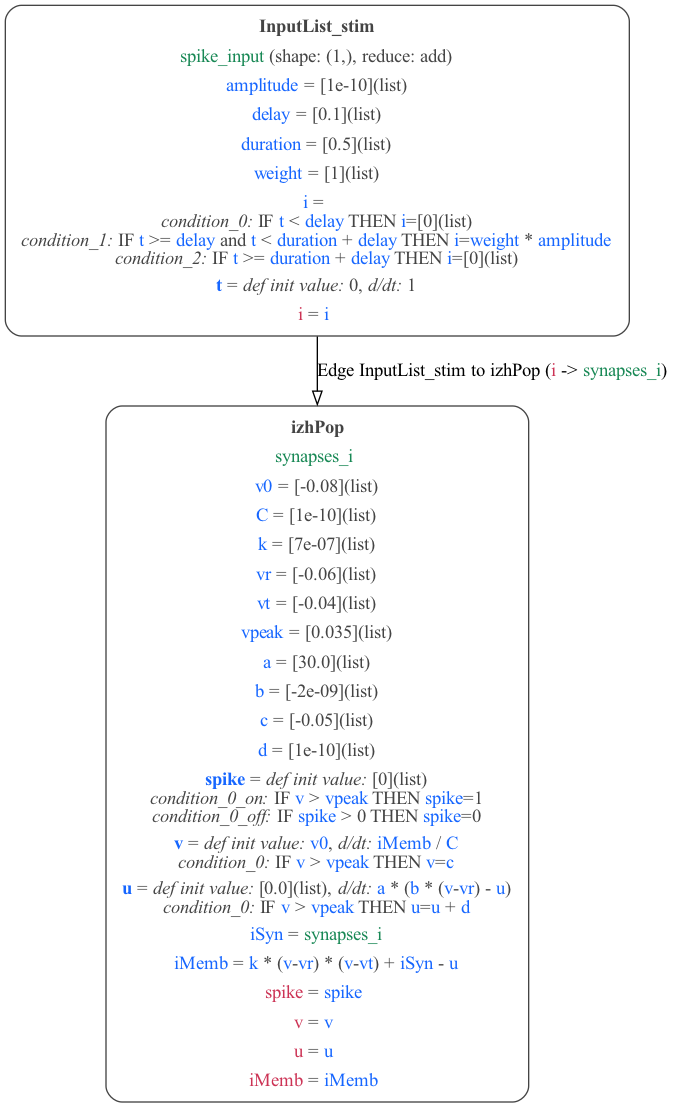 InputList_stim
spike_input (shape: (1,), reduce: add)
amplitude = [1e-10](list)
delay = [0.1](list)
duration = [0.5](list)
weight = [1](list)
i =
condition_0: IF t < delay THEN i=[0](list)
condition_1: IF t >= delay and t < duration + delay THEN i=weight * amplitude
condition_2: IF t >= duration + delay THEN i=[0](list)
t = def init value: 0, d/dt: 1
i = i
Edge InputList_stim to izhPop (i -> synapses_i)
izhPop
synapses_i
v0 = [-0.08](list)
C = [1e-10](list)
k = [7e-07](list)
vr = [-0.06](list)
vt = [-0.04](list)
vpeak = [0.035](list)
a = [30.0](list)
b = [-2e-09](list)
c = [-0.05](list)
d = [1e-10](list)
spike = def init value: [0](list)
condition_0_on: IF v > vpeak THEN spike=1
condition_0_off: IF spike > 0 THEN spike=0
v = def init value: v0, d/dt: iMemb / C
condition_0: IF v > vpeak THEN v=c
u = def init value: [0.0](list), d/dt: a * (b * (v-vr) - u)
condition_0: IF v > vpeak THEN u=u + d
iSyn = synapses_i
iMemb = k * (v-vr) * (v-vt) + iSyn - u
spike = spike
v = v
u = u
iMemb = iMemb